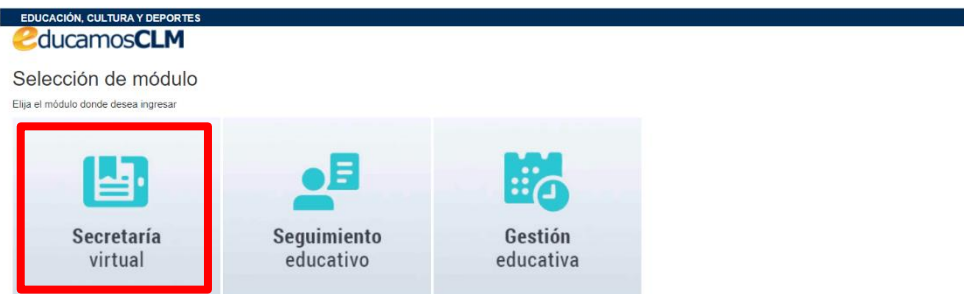 EDUCACIÓN, CULTURA Y DEPORTES
educamosCLM
Selección de módulo
Elija el módulo donde desea ingresar
Secretaría
virtual
Seguimiento
educativo
Gestión
educativa